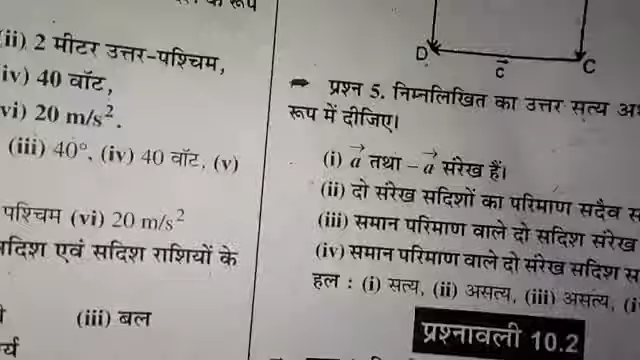 (ii) 2 मीटर उत्तर-पश्चिम,
(iv) 40 वॉट,
(vi) 20 m/s².
(iii) 40°, (iv) 40 वॉट, (v)
पश्चिम (vi) 20 m/s²
एवं सदिश राशियों के
(iii) बल
D c C
प्रश्न 5. निम्नलिखित का उत्तर सत्य
रूप में दीजिए।
(i) a⃗ तथा – a⃗ संरेख हैं।
(ii) दो संरेख सदिशों का परिमाण सदैव
(iii) समान परिमाण वाले दो सदिश संरेख
(iv) समान परिमाण वाले दो संरेख सदिश
हल : (i) सत्य, (ii) असत्य, (iii) असत्य,
प्रश्नावली 10.2